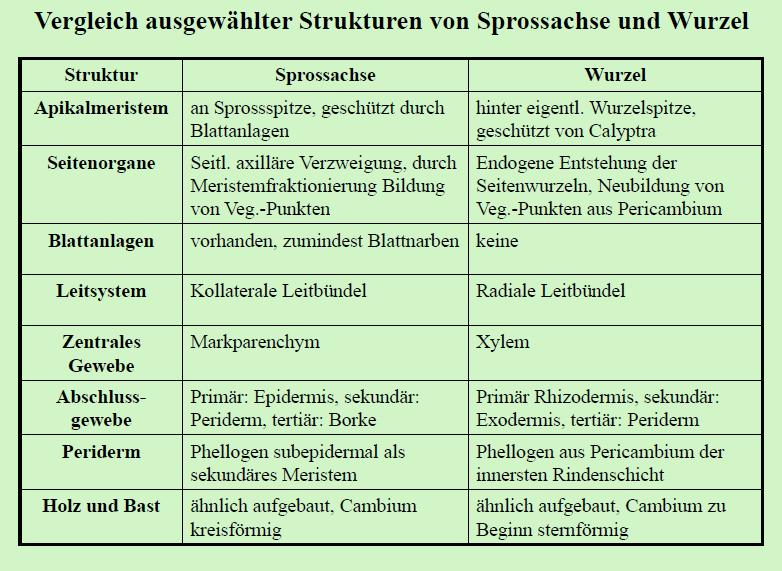 Vergleich ausgewählter Strukturen von Sprossachse und Wurzel
Struktur Sprossachse Wurzel
Apikalmeristem an Sprossspitze, geschützt durch hinter eigentl. Wurzelspitze,
Blattanlagen geschützt von Calyptra
Seitenorgane Seitl. axilläre Verzweigung, durch Endogene Entstehung der
Meristemfraktionierung Bildung Seitenwurzeln, Neubildung von
von Veg.-Punkten Veg.-Punkten aus Pericambium
Blattanlagen vorhanden, zumindest Blattnarben keine
Leitsystem Kollaterale Leitbündel Radiale Leitbündel
Zentrales Markparenchym Xylem
Gewebe
Abschluss- Primär: Epidermis, sekundär: Primär Rhizodermis, sekundär:
gewebe Periderm, tertiär: Borke Exodermis, tertiär: Periderm
Periderm Phellogen subepidermal als Phellogen aus Pericambium der
sekundäres Meristem innersten Rindenschicht
Holz und Bast ähnlich aufgebaut, Cambium ähnlich aufgebaut, Cambium zu
kreisförmig Beginn sternförmig